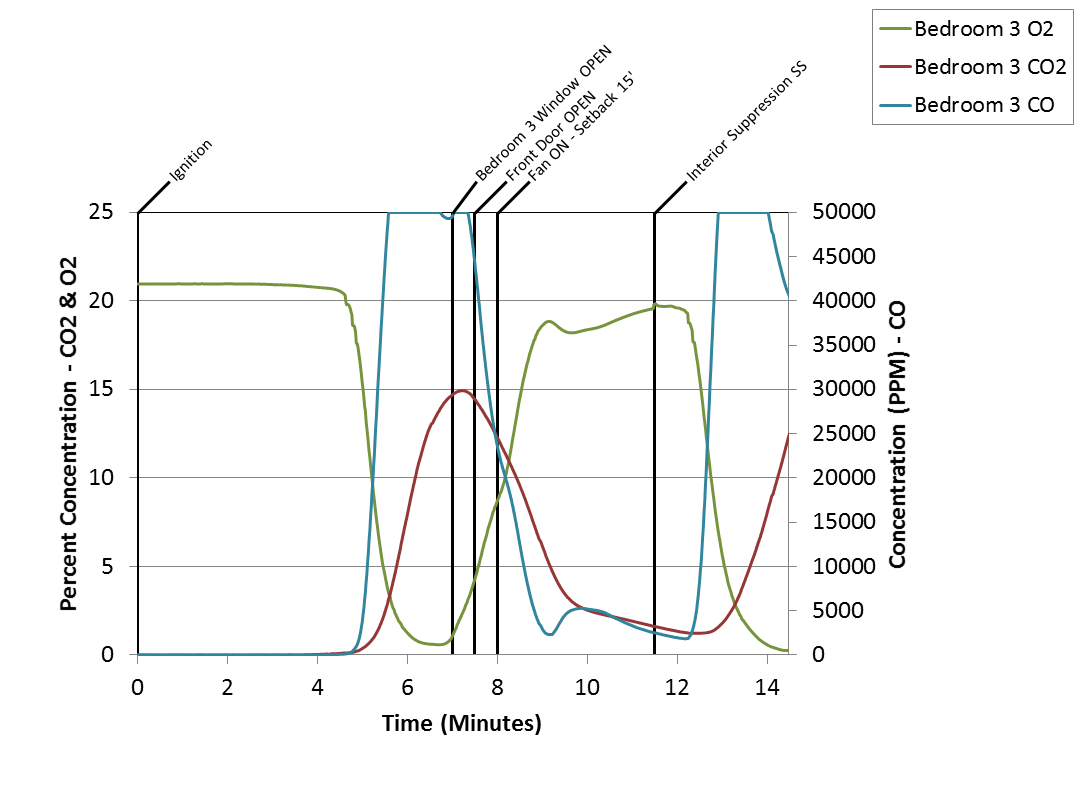 Bedroom 3 O2
Bedroom 3 CO2
Bedroom 3 CO
Ignition
Bedroom 3 Window OPEN
Front Door OPEN
Fan ON - Setback 15'
Interior Suppression SS
25
20
15
10
5
0
Percent Concentration - CO2 & O2
50000
45000
40000
35000
30000
25000
20000
15000
10000
5000
0
Concentration (PPM) - CO
0 2 4 6 8 10 12 14
Time (Minutes)